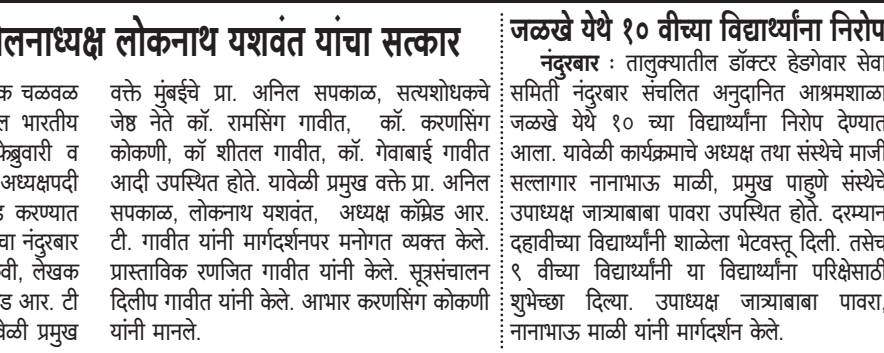 लनाध्यक्ष लोकनाथ यशवंत यांचा सत्कार
क चळवळ
ल भारतीय
फेब्रुवारी व
अध्यक्षपदी
करण्यात
चा नंदुरबार
वी, लेखक
ड आर. टी
वेळी प्रमुख
वक्ते मुंबईचे प्रा. अनिल सपकाळ, सत्यशोधकचे
जेष्ठ नेते कॉ. रामसिंग गावीत, कॉ. करणसिंग
कोकणी, कॉ शीतल गावीत, कॉ. गेवाबाई गावीत
आदी उपस्थित होते. यावेळी प्रमुख वक्ते प्रा. अनिल
सपकाळ, लोकनाथ यशवंत, अध्यक्ष कॉम्रेड आर.
टी. गावीत यांनी मार्गदर्शनपर मनोगत व्यक्त केले.
प्रास्ताविक रणजित गावीत यांनी केले. सूत्रसंचालन
दिलीप गावीत यांनी केले. आभार करणसिंग कोकणी
यांनी मानले.
जळखे येथे १० वीच्या विद्यार्थ्यांना निरोप
नंदुरबार : तालुक्यातील डॉक्टर हेडगेवार सेवा
समिती नंदुरबार संचलित अनुदानित आश्रमशाळा
जळखे येथे १० च्या विद्यार्थ्यांना निरोप देण्यात
आला. यावेळी कार्यक्रमाचे अध्यक्ष तथा संस्थेचे माजी
सल्लागार नानाभाऊ माळी, प्रमुख पाहुणे संस्थेचे
उपाध्यक्ष जात्र्याबाबा पावरा उपस्थित होते. दरम्यान
दहावीच्या विद्यार्थ्यांनी शाळेला भेटवस्तू दिली. तसेच
९ वीच्या विद्यार्थ्यांनी या विद्यार्थ्यांना परिक्षेसाठी
शुभेच्छा दिल्या. उपाध्यक्ष जात्र्याबाबा पावरा,
नानाभाऊ माळी यांनी मार्गदर्शन केले.